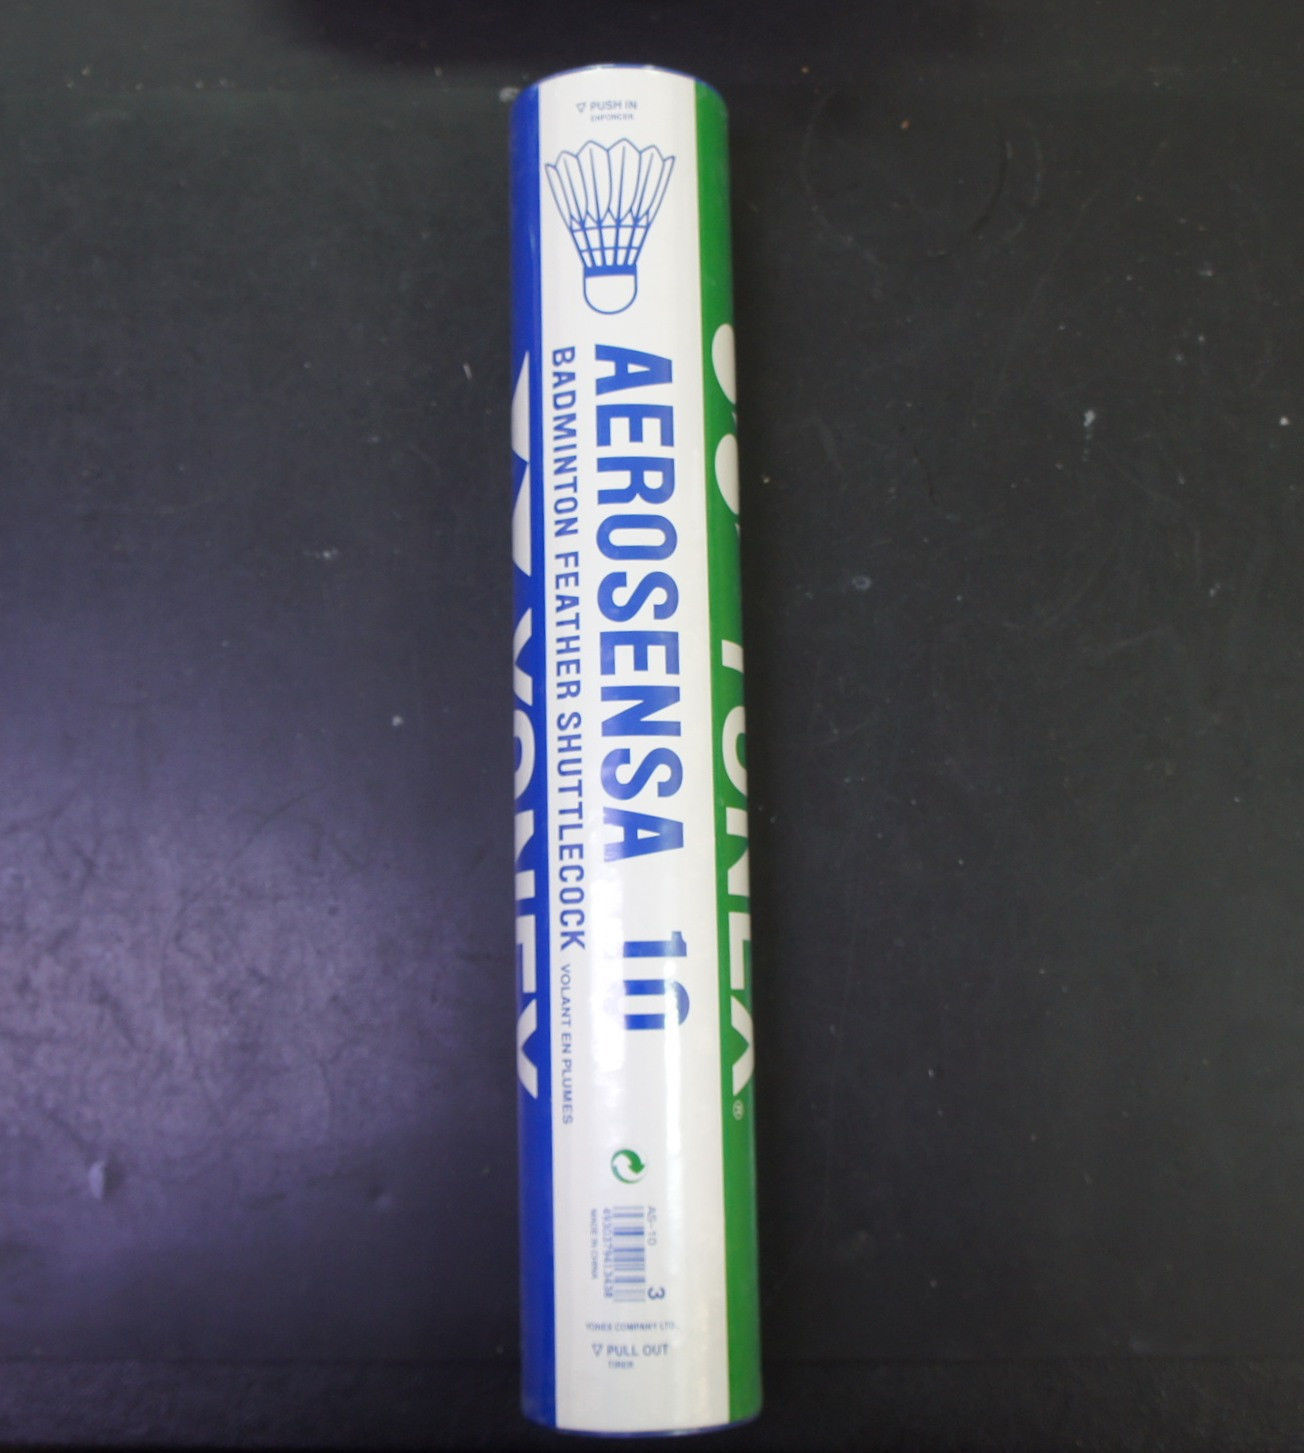 PUSH IN
ENFONCER
AEROSENSA 10
BADMINTON FEATHER SHUTTLECOCK VOLANT EN PLUMES
YONEX
YONEX®
AS-10
3
MADE IN CHINA
YONEX COMPANY LTD.
PULL OUT
TIRER